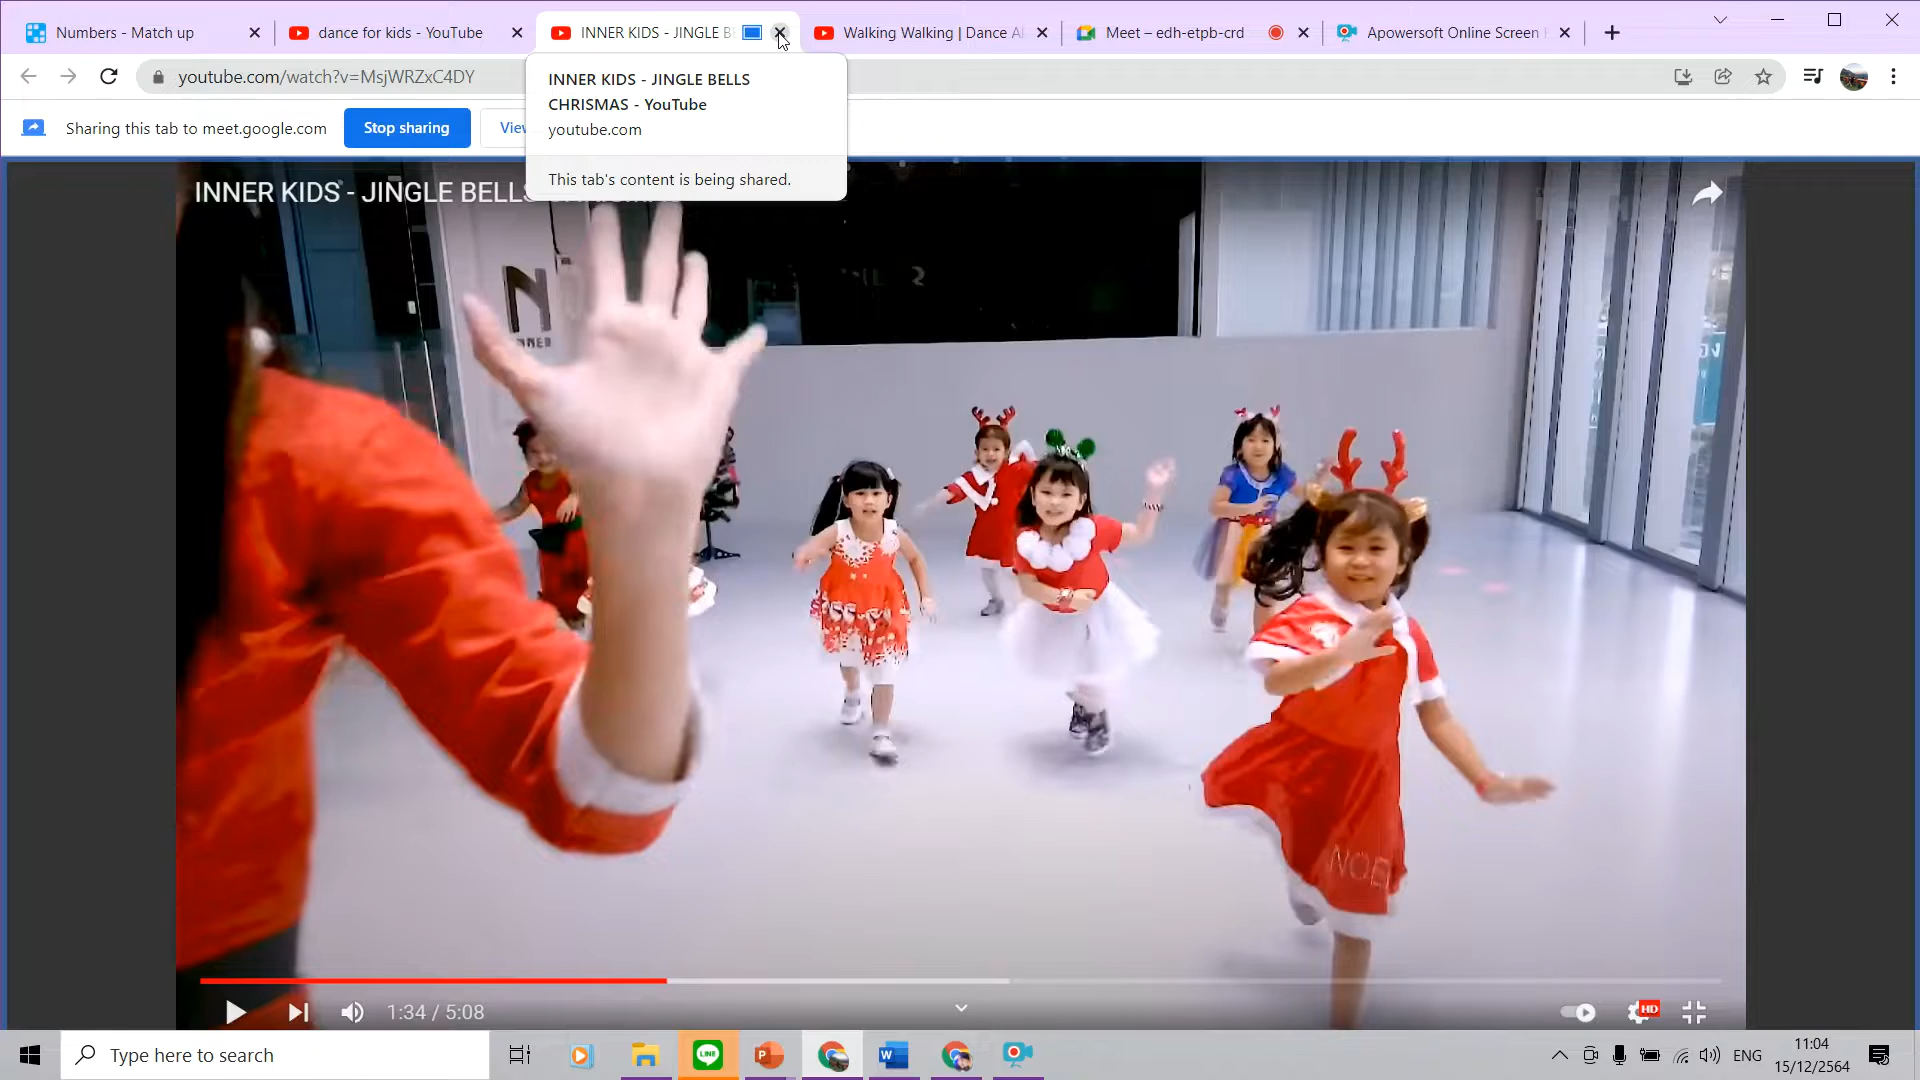 Numbers - Match up
dance for kids - YouTube
INNER KIDS - JINGLE B
Walking Walking | Dance A
Meet – edh-etpb-crd
Apowersoft Online Screen
youtube.com/watch?v=MsjWRZxC4DY
INNER KIDS - JINGLE BELLS
CHRISMAS - YouTube
youtube.com
This tab's content is being shared.
Sharing this tab to meet.google.com
Stop sharing
View
INNER KIDS - JINGLE BELLS
N
NOEL
1:34 / 5:08
HD
Type here to search
LINE
P
W
ENG
11:04
15/12/2564